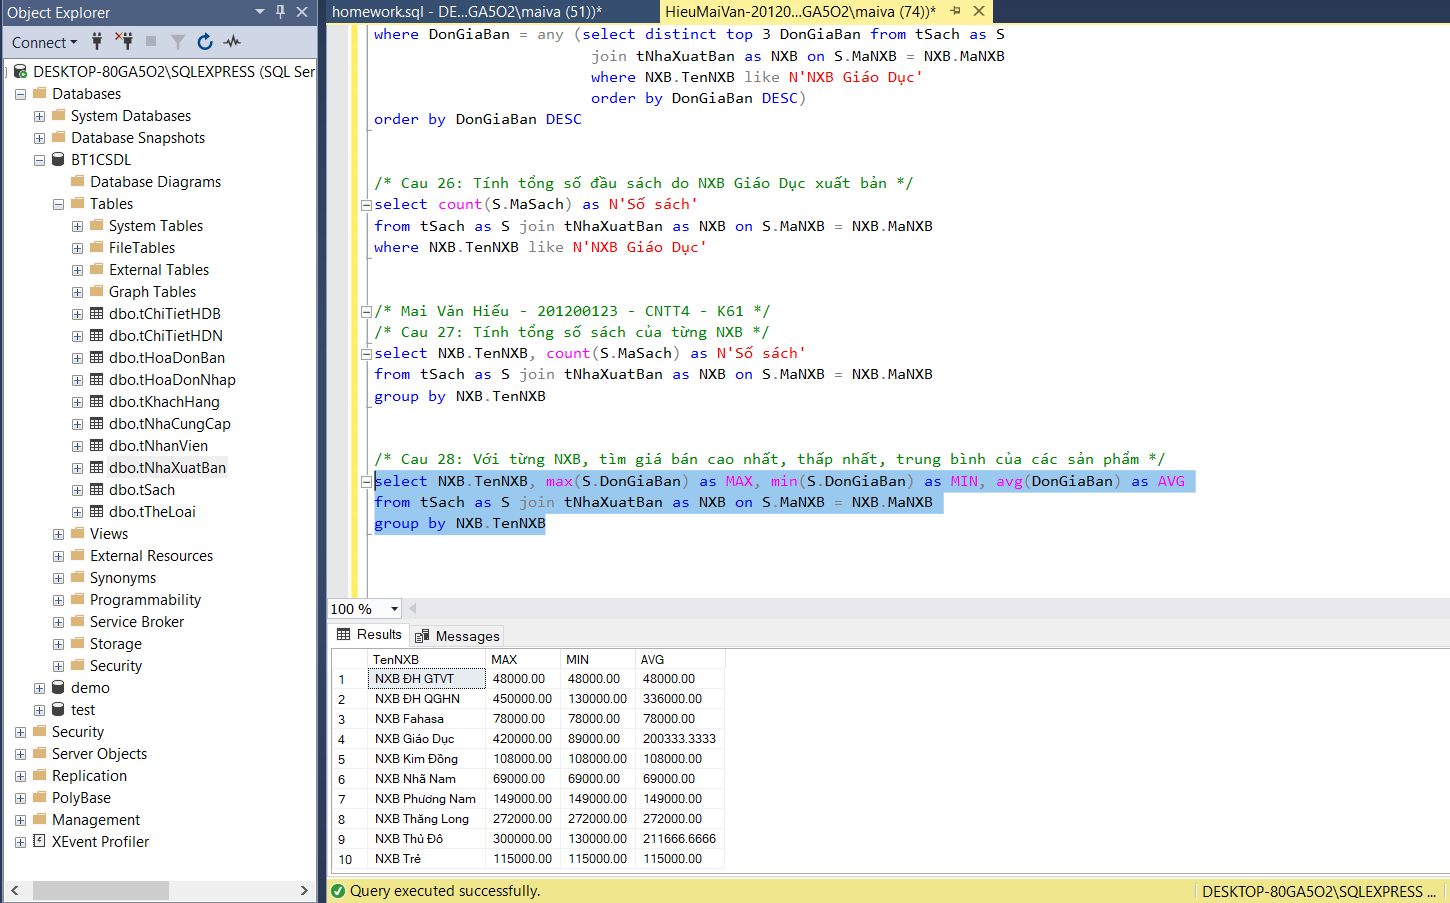 Object Explorer
Connect
DESKTOP-80GA5O2\SQLEXPRESS (SQL Ser
Databases
System Databases
Database Snapshots
BT1CSDL
Database Diagrams
Tables
System Tables
FileTables
External Tables
Graph Tables
dbo.tChiTietHDB
dbo.tChiTietHDN
dbo.tHoaDonBan
dbo.tHoaDonNhap
dbo.tKhachHang
dbo.tNhaCungCap
dbo.tNhanVien
dbo.tNhaXuatBan
dbo.tSach
dbo.tTheLoai
Views
External Resources
Synonyms
Programmability
Service Broker
Storage
Security
demo
test
Security
Server Objects
Replication
PolyBase
Management
XEvent Profiler
homework.sql - DE...GA5O2\maiva (51))*
HieuMaiVan-20120...GA5O2\maiva (74))*
where DonGiaBan = any (select distinct top 3 DonGiaBan from tSach as S
join tNhaXuatBan as NXB on S.MaNXB = NXB.MaNXB
where NXB.TenNXB like N'NXB Giáo Dục'
order by DonGiaBan DESC)
order by DonGiaBan DESC
/* Cau 26: Tính tổng số đầu sách do NXB Giáo Dục xuất bản */
select count(S.MaSach) as N'Số sách'
from tSach as S join tNhaXuatBan as NXB on S.MaNXB = NXB.MaNXB
where NXB.TenNXB like N'NXB Giáo Dục'
/* Mai Văn Hiếu - 201200123 - CNTT4 - K61 */
/* Cau 27: Tính tổng số sách của từng NXB */
select NXB.TenNXB, count(S.MaSach) as N'Số sách'
from tSach as S join tNhaXuatBan as NXB on S.MaNXB = NXB.MaNXB
group by NXB.TenNXB
/* Cau 28: Với từng NXB, tìm giá bán cao nhất, thấp nhất, trung bình của các sản phẩm */
select NXB.TenNXB, max(S.DonGiaBan) as MAX, min(S.DonGiaBan) as MIN, avg(DonGiaBan) as AVG
from tSach as S join tNhaXuatBan as NXB on S.MaNXB = NXB.MaNXB
group by NXB.TenNXB
100 %
Results Messages
TenNXB MAX MIN AVG
1 NXB ĐH GTVT 48000.00 48000.00 48000.00
2 NXB ĐH QGHN 450000.00 130000.00 336000.00
3 NXB Fahasa 78000.00 78000.00 78000.00
4 NXB Giáo Dục 420000.00 89000.00 200333.3333
5 NXB Kim Đồng 108000.00 108000.00 108000.00
6 NXB Nhã Nam 69000.00 69000.00 69000.00
7 NXB Phương Nam 149000.00 149000.00 149000.00
8 NXB Thăng Long 272000.00 272000.00 272000.00
9 NXB Thủ Đô 300000.00 130000.00 211666.6666
10 NXB Trẻ 115000.00 115000.00 115000.00
Query executed successfully.
DESKTOP-80GA5O2\SQLEXPRESS ...